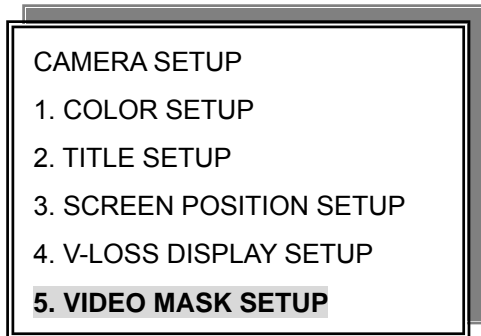 CAMERA SETUP
1. COLOR SETUP
2. TITLE SETUP
3. SCREEN POSITION SETUP
4. V-LOSS DISPLAY SETUP
5. VIDEO MASK SETUP